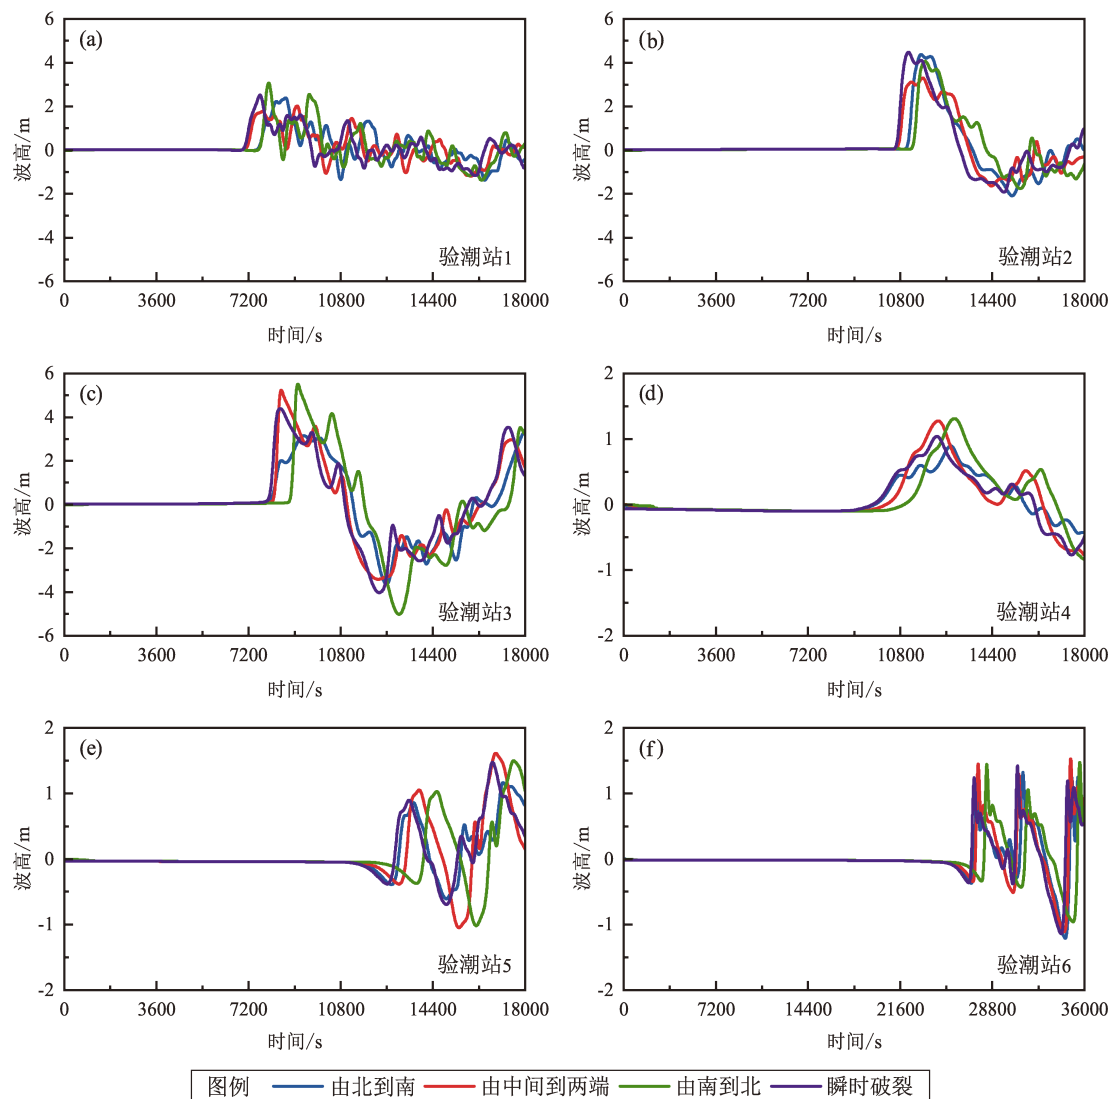 (a)
6
4
2
0
-2
-4
-6
波高/m
验潮站1
0 3600 7200 10800 14400 18000
时间/s
(b)
6
4
2
0
-2
-4
-6
波高/m
验潮站2
0 3600 7200 10800 14400 18000
时间/s
(c)
6
4
2
0
-2
-4
-6
波高/m
验潮站3
0 3600 7200 10800 14400 18000
时间/s
(d)
2
1
0
-1
-2
波高/m
验潮站4
0 3600 7200 10800 14400 18000
时间/s
(e)
2
1
0
-1
-2
波高/m
验潮站5
0 3600 7200 10800 14400 18000
时间/s
(f)
2
1
0
-1
-2
波高/m
验潮站6
0 7200 14400 21600 28800 36000
时间/s
图例 由北到南 由中间到两端 由南到北 瞬时破裂